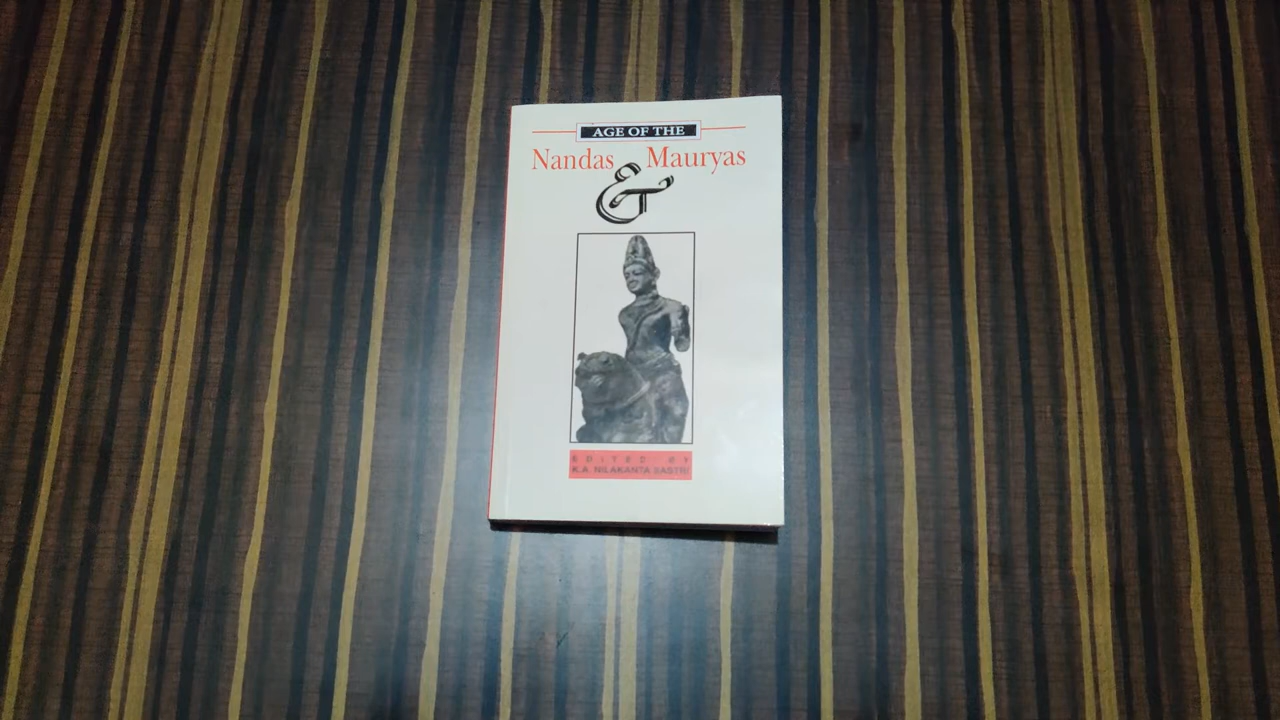 AGE OF THE
Nandas & Mauryas
EDITED BY
K.A. NILAKANTA SASTRI